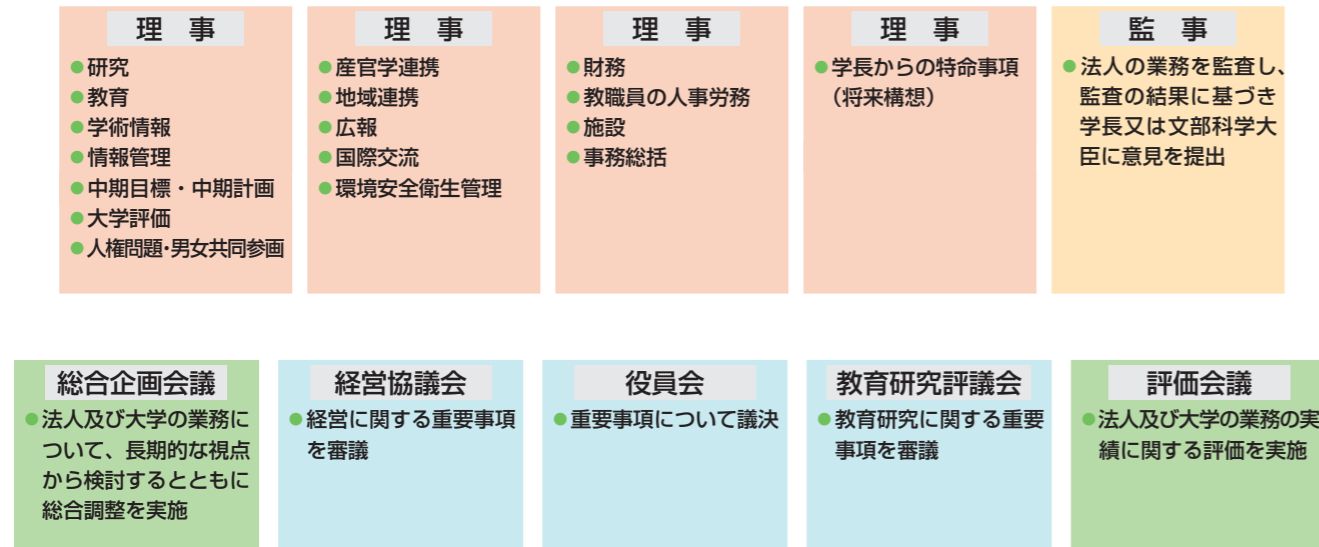 理　事
●研究
●教育
●学術情報
●情報管理
●中期目標・中期計画
●大学評価
●人権問題・男女共同参画
理　事
●産官学連携
●地域連携
●広報
●国際交流
●環境安全衛生管理
理　事
●財務
●教職員の人事労務
●施設
●事務総括
理　事
●学長からの特命事項
（将来構想）
監　事
●法人の業務を監査し、
監査の結果に基づき
学長又は文部科学大
臣に意見を提出
総合企画会議
●法人及び大学の業務に
ついて、長期的な視点
から検討するとともに
総合調整を実施
経営協議会
●経営に関する重要事項
を審議
役員会
●重要事項について議決
教育研究評議会
●教育研究に関する重要
事項を審議
評価会議
●法人及び大学の業務の実
績に関する評価を実施